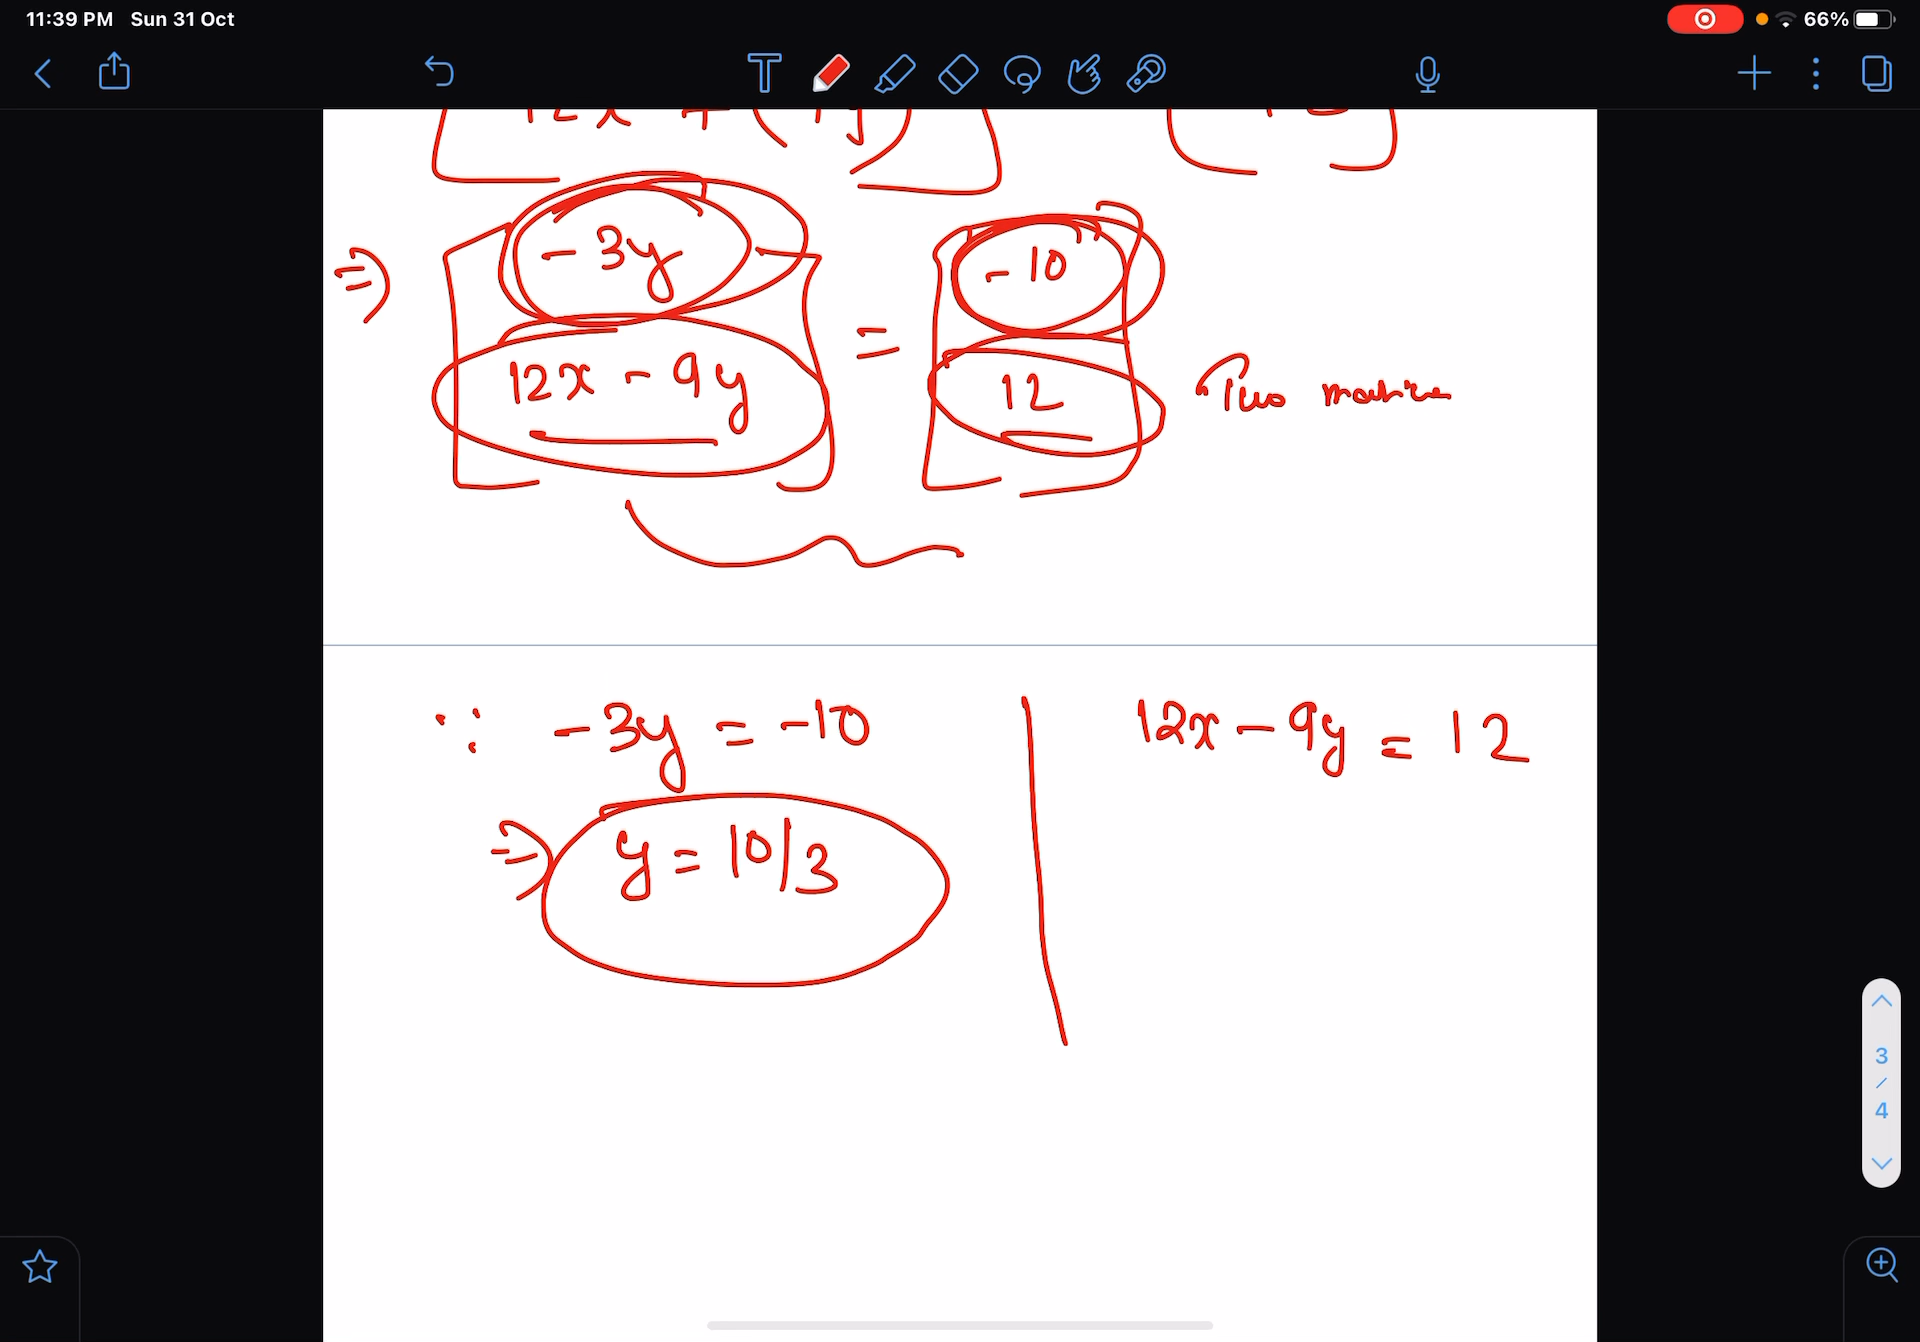 11:39 PM Sun 31 Oct
66%
T
⇒ - 3y
12x - 9y
=
- 10
12
Two
∵ -3y = -10
⇒ y = 10/3
12x - 9y = 12
3
/
4